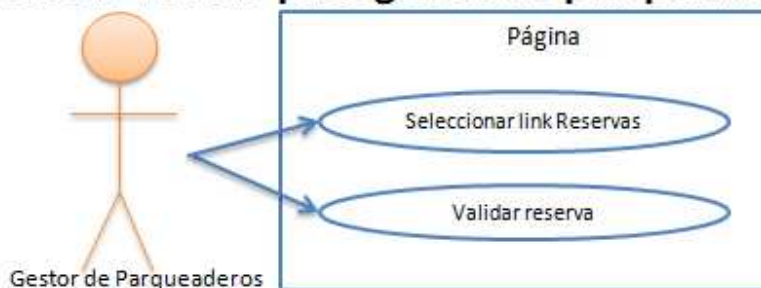 Página
Seleccionar link Reservas
Validar reserva
Gestor de Parqueaderos